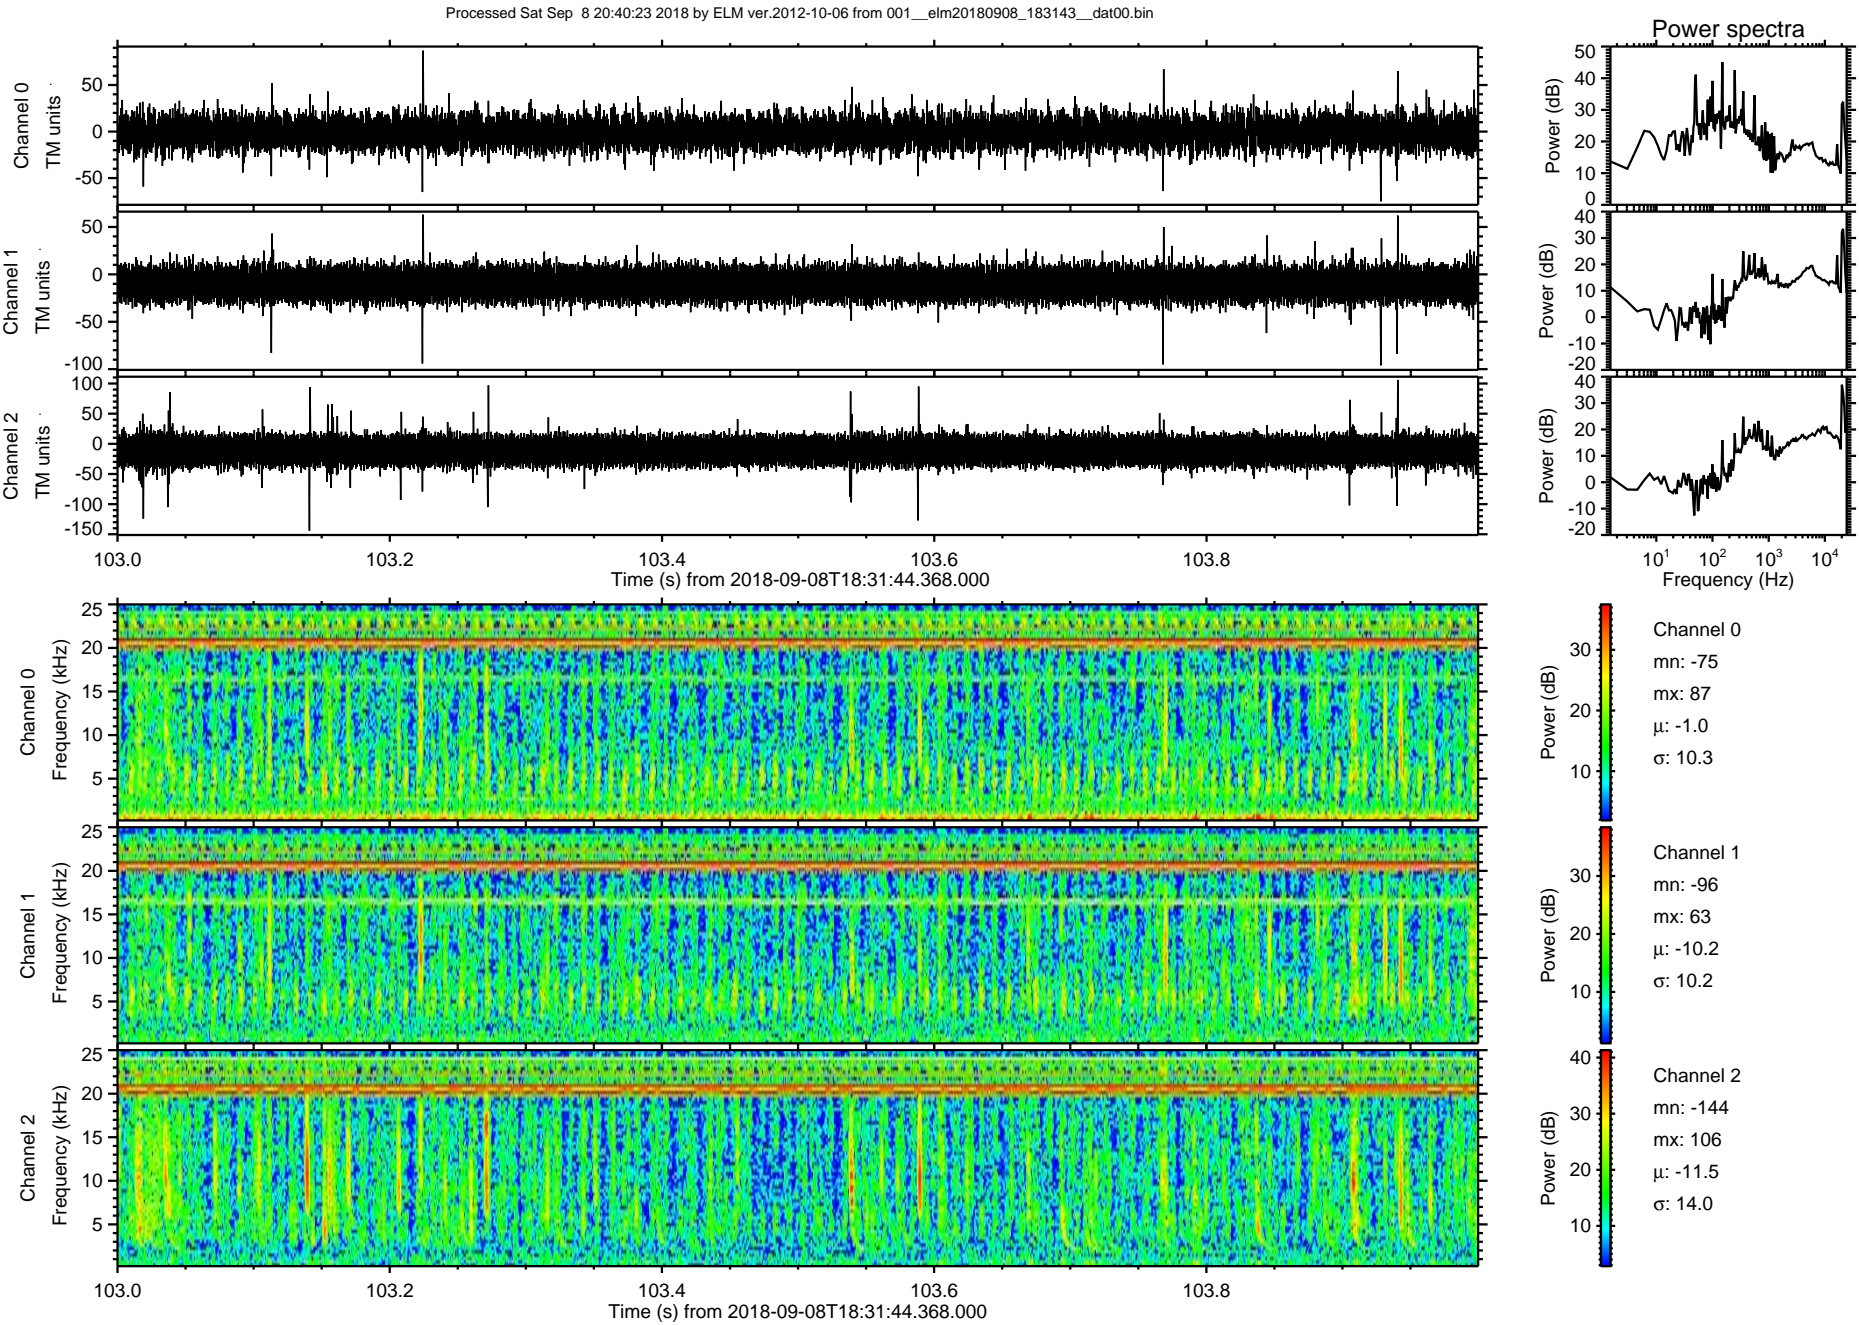 Processed Sat Sep 8 20:40:23 2018 by ELM ver.2012-10-06 from 001__elm20180908_183143__dat00.bin
Power spectra
Channel 0
TM units
50
0
-50
Power (dB)
50
40
30
20
10
0
Channel 1
TM units
50
0
-50
-100
Power (dB)
40
30
20
10
0
-10
-20
Channel 2
TM units
100
50
0
-50
-100
-150
Power (dB)
40
30
20
10
0
-10
-20
103.0 103.2 103.4 103.6 103.8
Time (s) from 2018-09-08T18:31:44.368.000
10^1 10^2 10^3 10^4
Frequency (Hz)
Channel 0
Frequency (kHz)
25
20
15
10
5
Power (dB)
30
20
10
Channel 0
mn: -75
mx: 87
μ: -1.0
σ: 10.3
Channel 1
Frequency (kHz)
25
20
15
10
5
Power (dB)
30
20
10
Channel 1
mn: -96
mx: 63
μ: -10.2
σ: 10.2
Channel 2
Frequency (kHz)
25
20
15
10
5
Power (dB)
40
30
20
10
Channel 2
mn: -144
mx: 106
μ: -11.5
σ: 14.0
103.0 103.2 103.4 103.6 103.8
Time (s) from 2018-09-08T18:31:44.368.000